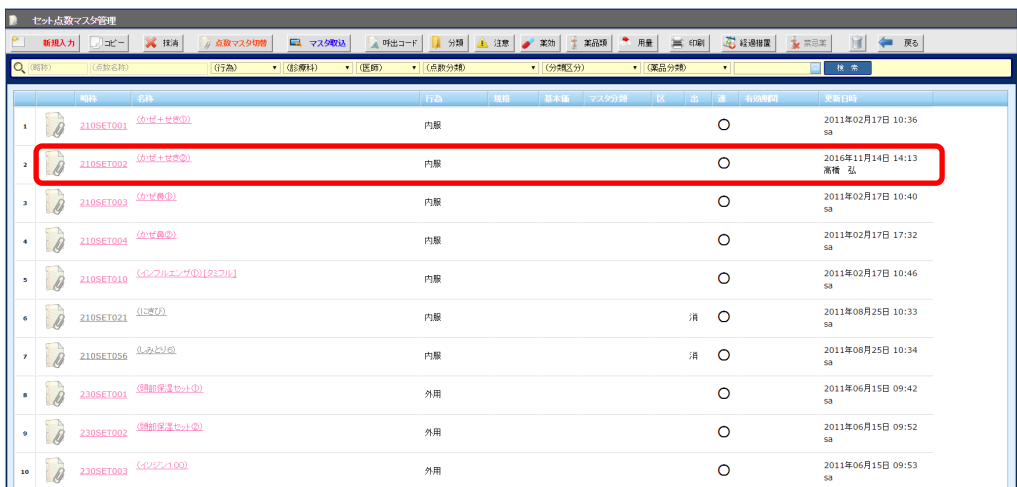 セット点数マスタ管理
新規入力 コピー 抹消 点数マスタ切替 マスタ取込 呼出コード 分類 注意 薬効 薬品類 用量 印刷 経過措置 禁忌薬 戻る
(略称) (点数名称) (行為) (診療科) (医師) (点数分類) (分類区分) (薬品分類) 検 索
略称 名称 行為 規格 基本価 マスタ分類 区 出 連 有効期間 更新日時
1 210SET001 (かぜ+せき①) 内服 2011年02月17日 10:36
sa
2 210SET002 (かぜ+せき②) 内服 2016年11月14日 14:13
高橋 弘
3 210SET003 (かぜ鼻①) 内服 2011年02月17日 10:40
sa
4 210SET004 (かぜ鼻②) 内服 2011年02月17日 17:32
sa
5 210SET010 (インフルエンザ①)[タミフル] 内服 2011年02月17日 10:46
sa
6 210SET021 (にきび) 内服 消 2011年08月25日 10:33
sa
7 210SET056 (しみとり6) 内服 消 2011年08月25日 10:34
sa
8 230SET001 (頭部保湿セット①) 外用 2011年06月15日 09:42
sa
9 230SET002 (頭部保湿セット②) 外用 2011年06月15日 09:52
sa
10 230SET003 (イソジン100) 外用 2011年06月15日 09:53
sa